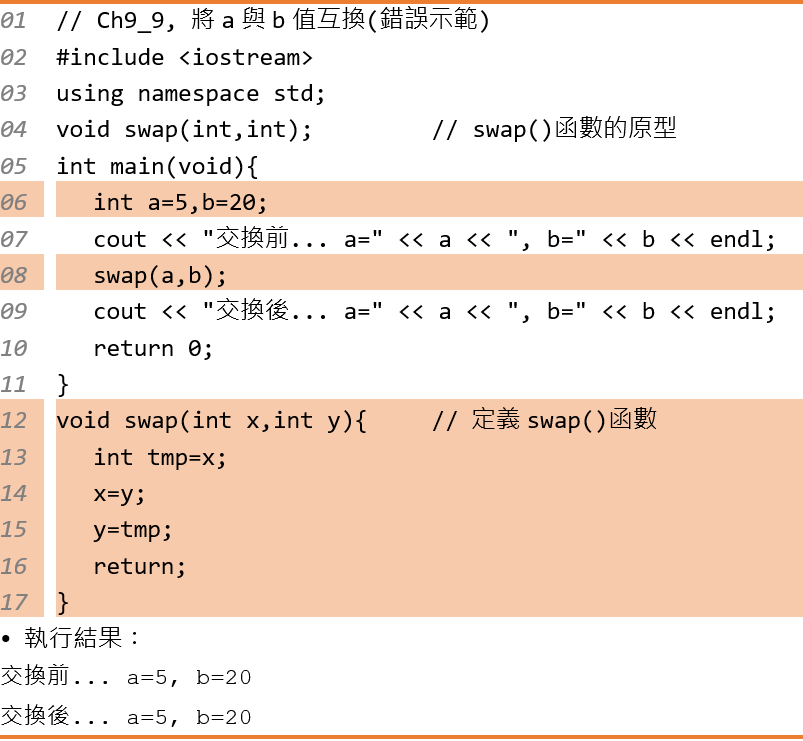 01 // Ch9_9, 將 a 與 b 值互換(錯誤示範)
02 #include <iostream>
03 using namespace std;
04 void swap(int,int); // swap()函數的原型
05 int main(void){
06 int a=5,b=20;
07 cout << "交換前... a=" << a << ", b=" << b << endl;
08 swap(a,b);
09 cout << "交換後... a=" << a << ", b=" << b << endl;
10 return 0;
11 }
12 void swap(int x,int y){ // 定義 swap()函數
13 int tmp=x;
14 x=y;
15 y=tmp;
16 return;
17 }
• 執行結果：
交換前... a=5, b=20
交換後... a=5, b=20